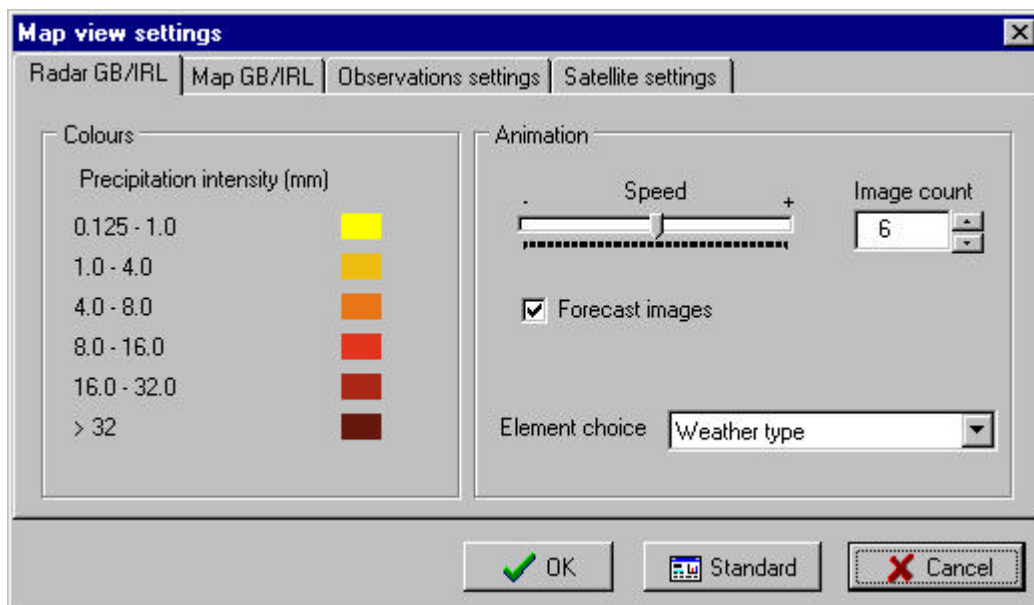 Map view settings
Radar GB/IRL Map GB/IRL Observations settings Satellite settings
Colours
Precipitation intensity (mm)
0.125 - 1.0
1.0 - 4.0
4.0 - 8.0
8.0 - 16.0
16.0 - 32.0
> 32
Animation
- Speed +
Image count
6
Forecast images
Element choice Weather type
OK Standard Cancel